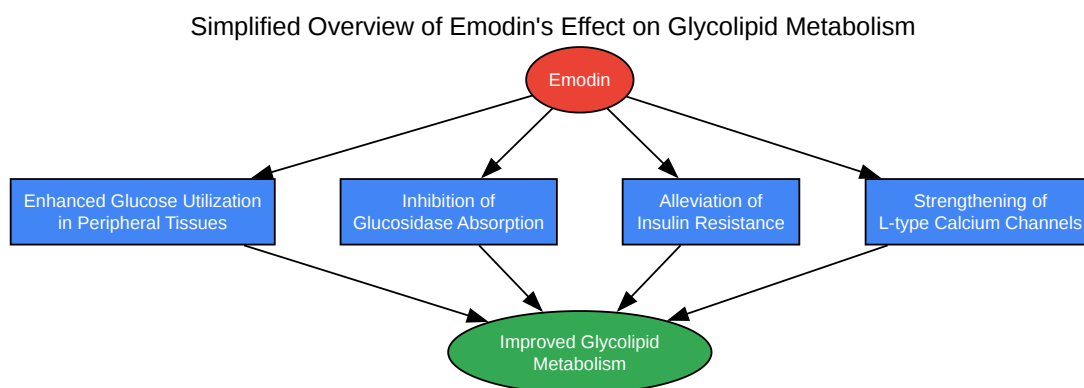 Simplified Overview of Emodin's Effect on Glycolipid Metabolism
Emodin
Enhanced Glucose Utilization
in Peripheral Tissues
Inhibition of
Glucosidase Absorption
Alleviation of
Insulin Resistance
Strengthening of
L-type Calcium Channels
Improved Glycolipid
Metabolism